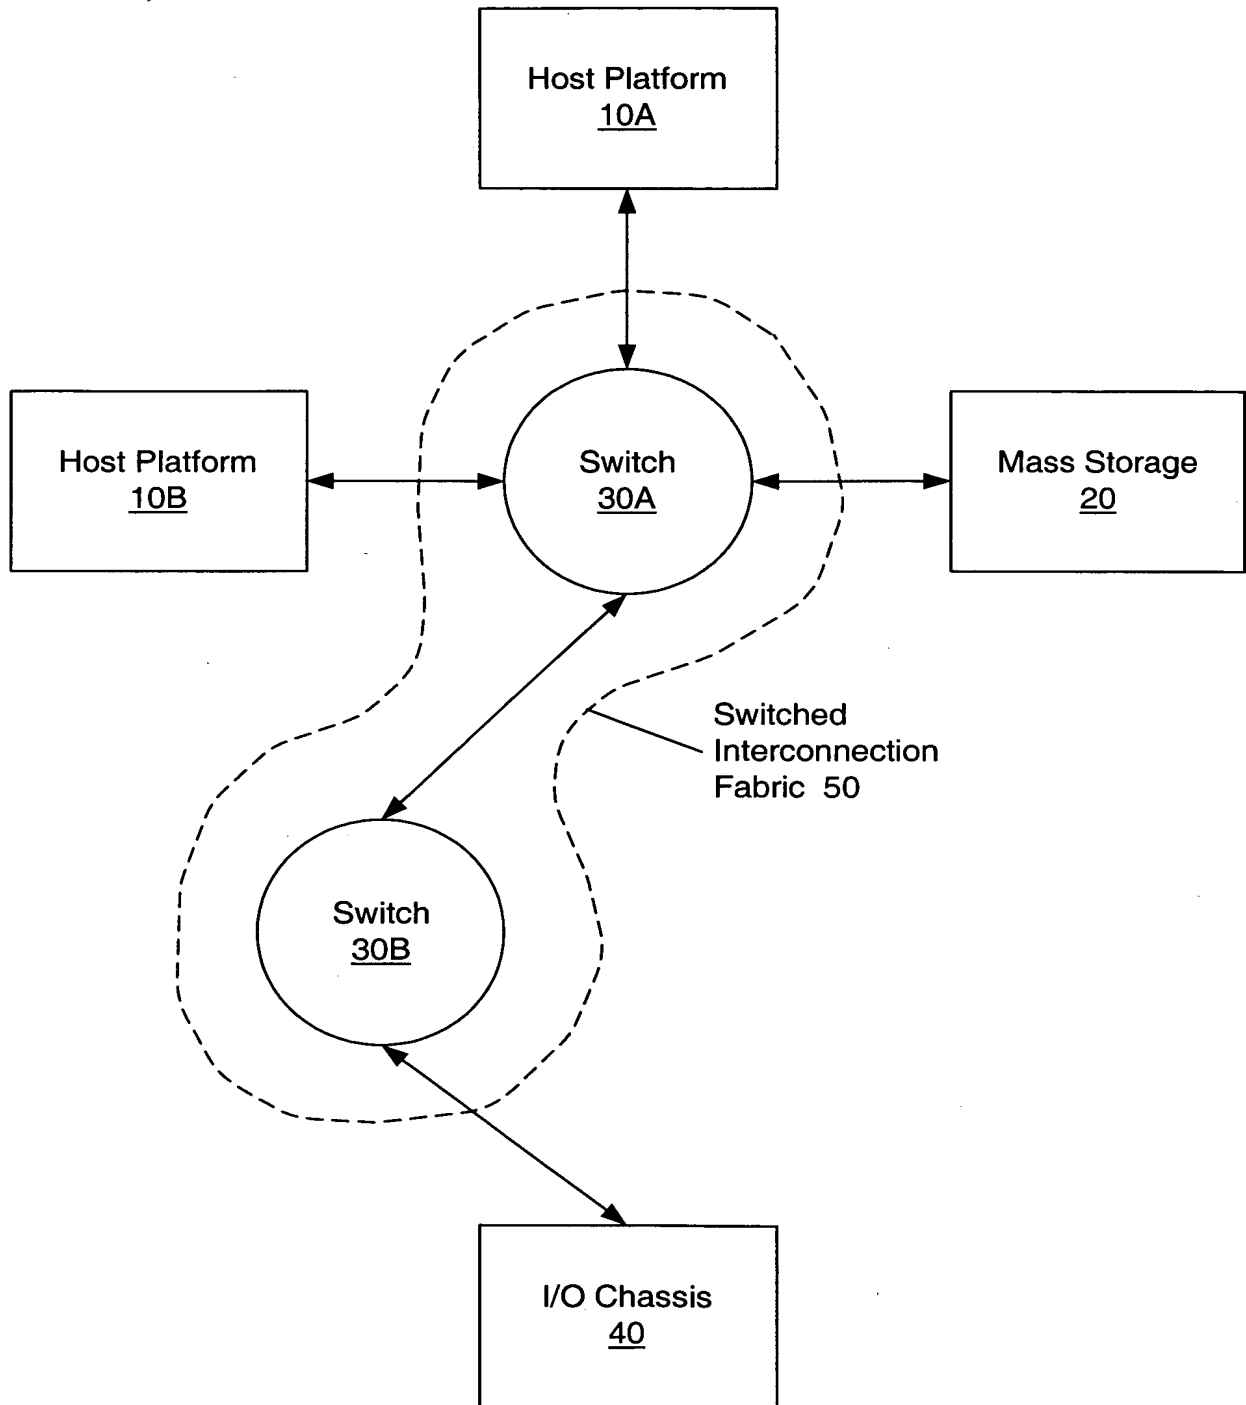 Host Platform
10A
Host Platform
10B
Switch
30A
Mass Storage
20
Switched
Interconnection
Fabric 50
Switch
30B
I/O Chassis
40